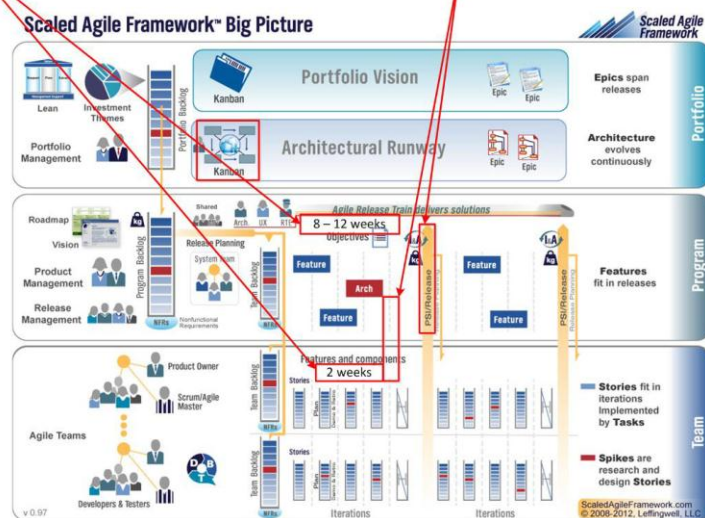 Scaled Agile Framework™ Big Picture
Scaled Agile
Framework
Lean
Investment
Themes
Portfolio
Management
Portfolio Backlog
Kanban
Portfolio Vision
Epic
Epic
Epics span
releases
Kanban
Architectural Runway
Epic
Epic
Architecture
evolves
continuously
Portfolio
Roadmap
Vision
Product
Management
Release
Management
kg
Program Backlog
NFRs
Nonfunctional
Requirements
Shared
Arch.
UX
RTE
Release Planning
System Team
Team Backlog
NFRs
Agile Release Train delivers solutions
8 – 12 weeks
Objectives
Feature
Arch
Feature
Feature
Feature
I&A
kg
PSI/Release
Release Planning
I&A
kg
PSI/Release
Release Planning
Features
fit in releases
Program
Features and components
2 weeks
Agile Teams
Product Owner
Scrum/Agile
Master
Developers & Testers
D B T
Team Backlog
NFRs
Team Backlog
NFRs
Stories
Plan
Stories
Plan
Iterations
Iterations
Stories fit in
iterations
Implemented
by Tasks
Spikes are
research and
design Stories
Team
v 0.97
ScaledAgileFramework.com
© 2008-2012, Leffingwell, LLC.